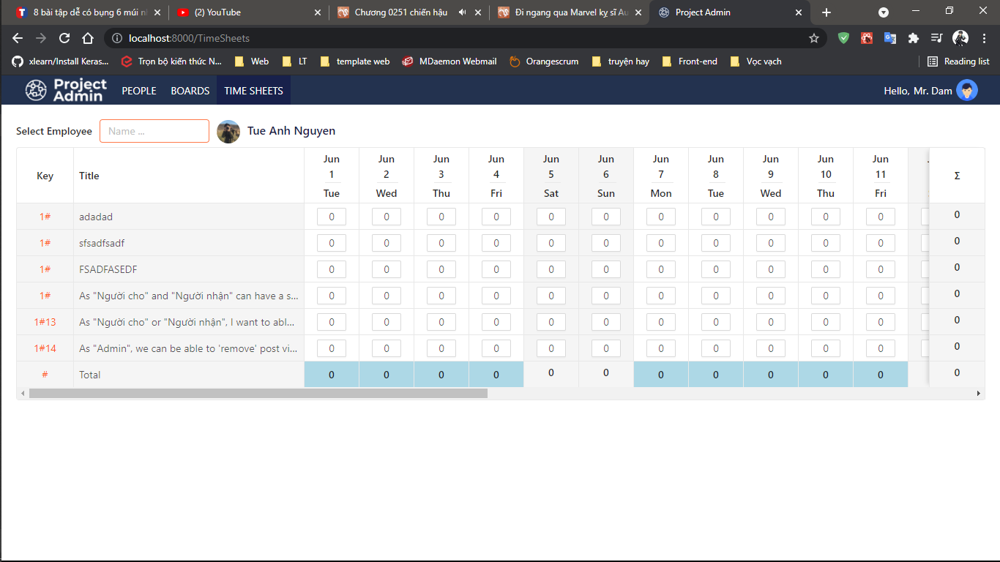 8 bài tập dễ có bụng 6 múi
(2) YouTube
Chương 0251 chiến hậu
Đi ngang qua Marvel kỵ sĩ Au
Project Admin
localhost:8000/TimeSheets
xlearn/Install Keras...
Trọn bộ kiến thức N...
Web
LT
template web
MDaemon Webmail
Orangescrum
truyện hay
Front-end
Vọc vạch
Reading list
Project Admin
PEOPLE
BOARDS
TIME SHEETS
Hello, Mr. Dam
Select Employee
Name ...
Tue Anh Nguyen
Key Title Jun 1 Tue Jun 2 Wed Jun 3 Thu Jun 4 Fri Jun 5 Sat Jun 6 Sun Jun 7 Mon Jun 8 Tue Jun 9 Wed Jun 10 Thu Jun 11 Fri Σ
1# adadad 0 0 0 0 0 0 0 0 0 0 0 0
1# sfsadfsadf 0 0 0 0 0 0 0 0 0 0 0 0
1# FSADFASEDF 0 0 0 0 0 0 0 0 0 0 0 0
1# As "Người cho" and "Người nhận" can have a s... 0 0 0 0 0 0 0 0 0 0 0 0
1#13 As "Người cho" or "Người nhận", I want to abl... 0 0 0 0 0 0 0 0 0 0 0 0
1#14 As "Admin", we can be able to 'remove' post vi... 0 0 0 0 0 0 0 0 0 0 0 0
# Total 0 0 0 0 0 0 0 0 0 0 0 0